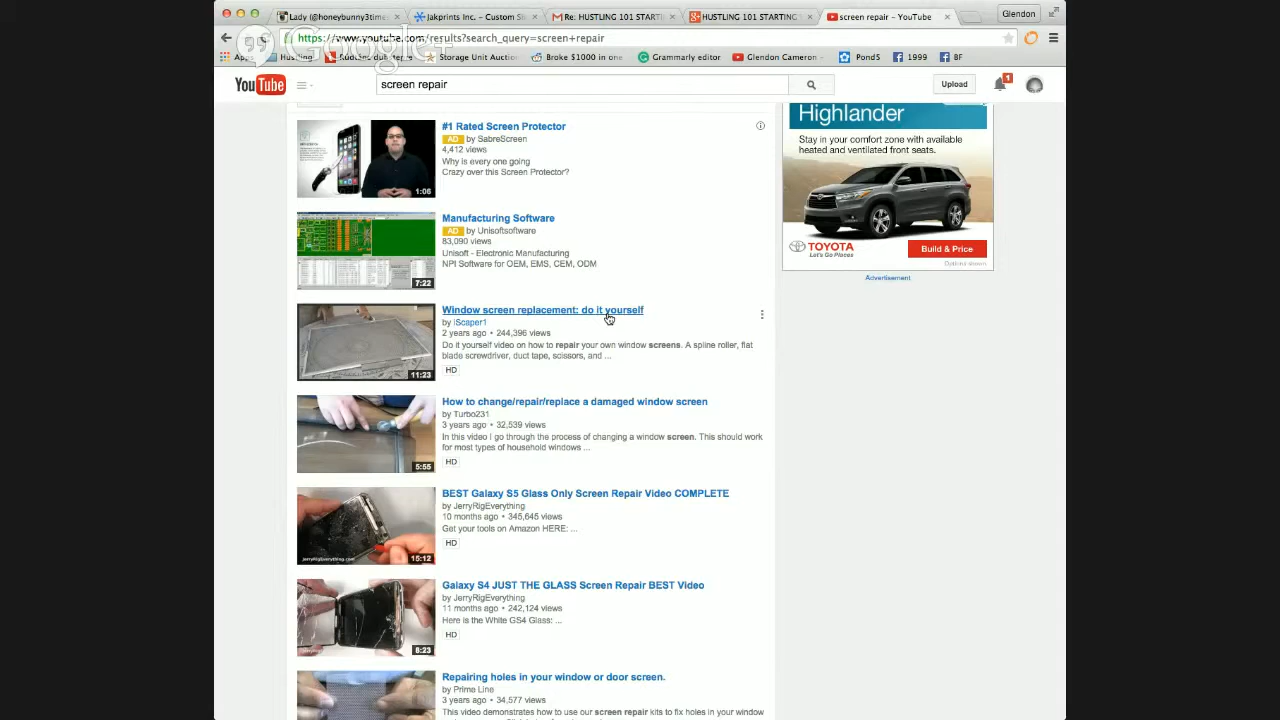 Lady (@honeybunny3times
Jakprints Inc. - Custom S
Re: HUSTLING 101 STARTI
HUSTLING 101 STARTING
screen repair - YouTube
Glendon
https://www.youtube.com/results?search_query=screen+repair
Google+
Apps
Storage Unit Auction
Broke $1000 in one
Grammarly editor
Glendon Cameron
Pond5
1999
BF
YouTube
screen repair
Upload
1
#1 Rated Screen Protector
AD by SabreScreen
4,412 views
Why is every one going
Crazy over this Screen Protector?
1:06
Manufacturing Software
AD by Unisoftsoftware
83,090 views
Unisoft - Electronic Manufacturing
NPI Software for OEM, EMS, CEM, ODM
7:22
Window screen replacement: do it yourself
by iScaper1
2 years ago • 244,396 views
Do it yourself video on how to repair your own window screens. A spline roller, flat
blade screwdriver, duct tape, scissors, and ...
HD
11:23
How to change/repair/replace a damaged window screen
by Turbo231
3 years ago • 32,539 views
In this video I go through the process of changing a window screen. This should work
for most types of household windows ...
HD
5:55
BEST Galaxy S5 Glass Only Screen Repair Video COMPLETE
by JerryRigEverything
10 months ago • 345,645 views
Get your tools on Amazon HERE: ...
HD
jerryrigeverything.com
15:12
Galaxy S4 JUST THE GLASS Screen Repair BEST Video
by JerryRigEverything
11 months ago • 242,124 views
Here is the White GS4 Glass: ...
HD
8:23
Repairing holes in your window or door screen.
by Prime Line
3 years ago • 34,577 views
This video demonstrates how to use our screen repair kits to fix holes in your window
Highlander
Stay in your comfort zone with available
heated and ventilated front seats.
TOYOTA
Let's Go Places
Build & Price
Options shown
Advertisement